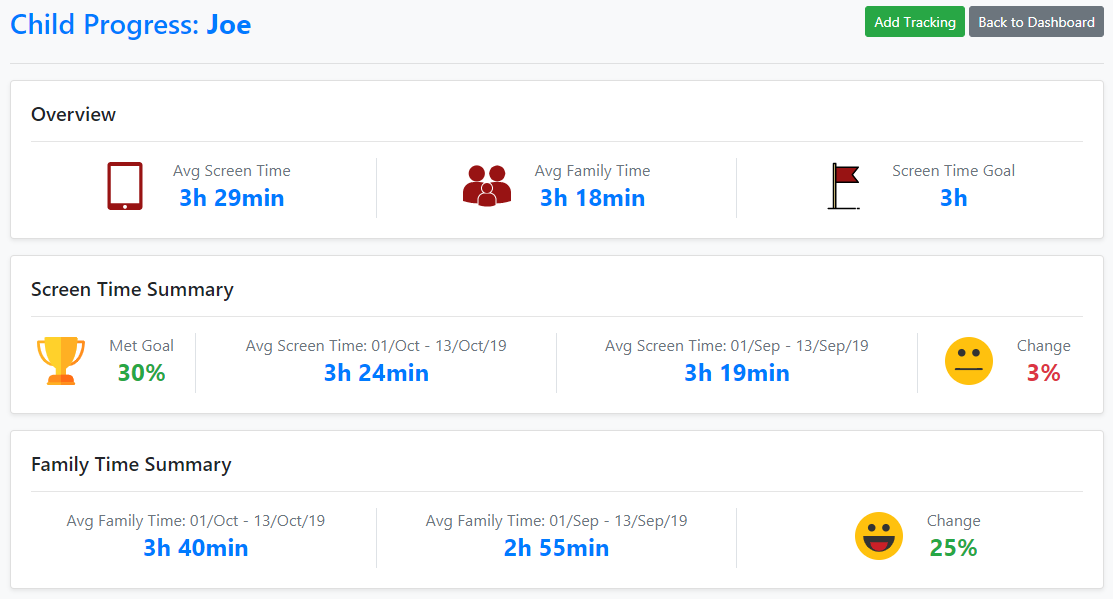 Child Progress: Joe
Add Tracking
Back to Dashboard
Overview
Avg Screen Time
3h 29min
Avg Family Time
3h 18min
Screen Time Goal
3h
Screen Time Summary
Met Goal
30%
Avg Screen Time: 01/Oct - 13/Oct/19
3h 24min
Avg Screen Time: 01/Sep - 13/Sep/19
3h 19min
Change
3%
Family Time Summary
Avg Family Time: 01/Oct - 13/Oct/19
3h 40min
Avg Family Time: 01/Sep - 13/Sep/19
2h 55min
Change
25%